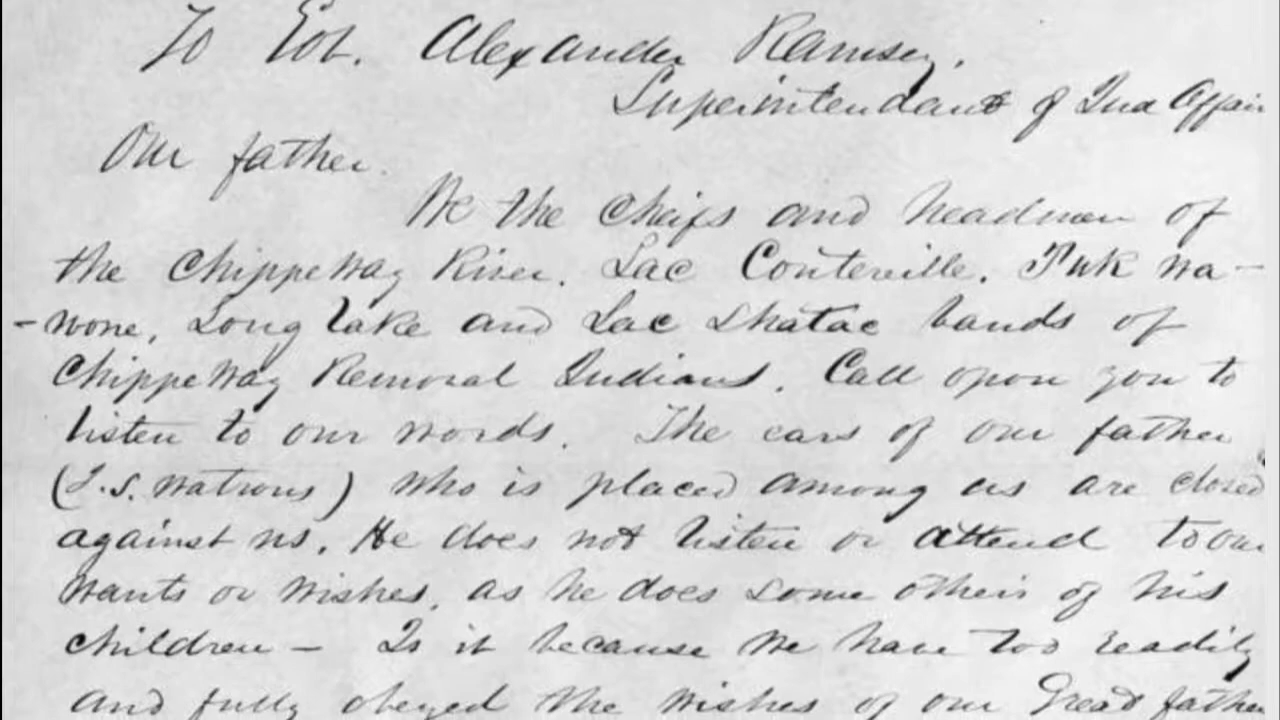 To Gov. Alexander Ramsey.
Superintendant of Ind Affair
Our father.
We the Cheifs and headmen of
the Chippeway River. Lac Conterville. Puk wa-
-wone, Long lake and Lac Shatac bands of
Chippeway Removal Indians. Call upon you to
listen to our words. The ears of our father
(J.S. Watrous) who is placed among us are closed
against us. He does not listen or attend to our
wants or wishes, as he does some others of his
children - Is it because we have too readily
and fully obeyed the wishes of our Great father